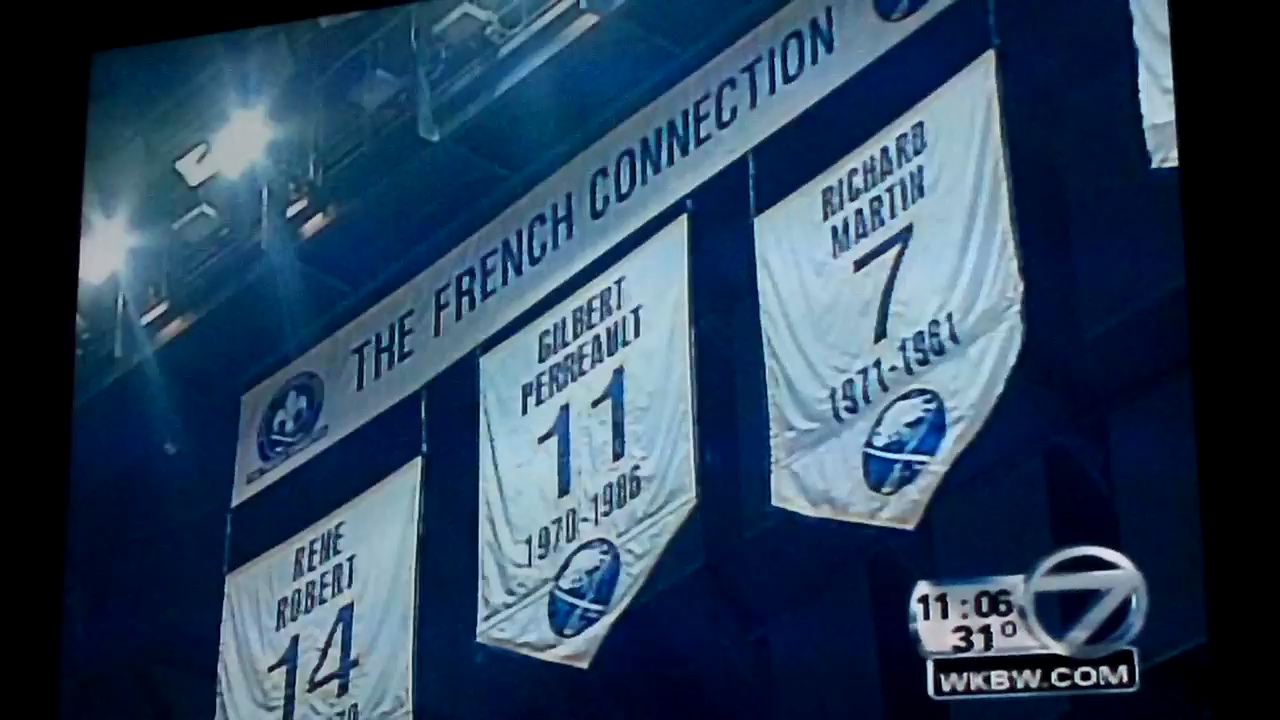 THE FRENCH CONNECTION
RICHARD
MARTIN
7
1971-1981
GILBERT
PERREAULT
11
1970-1986
RENE
ROBERT
14
11:06
31°
7
WKBW.COM